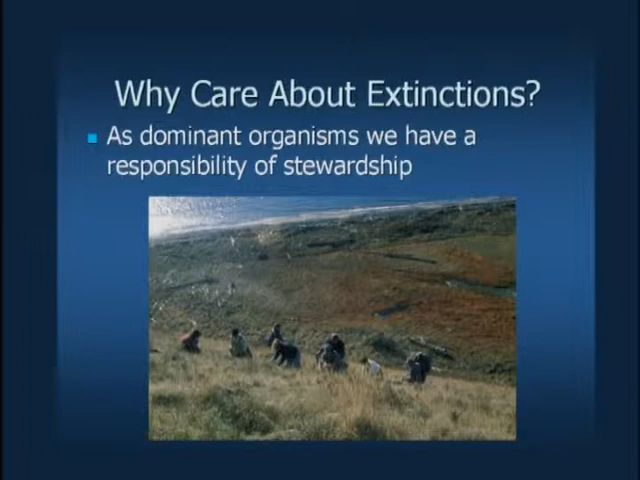 Why Care About Extinctions?
As dominant organisms we have a
responsibility of stewardship